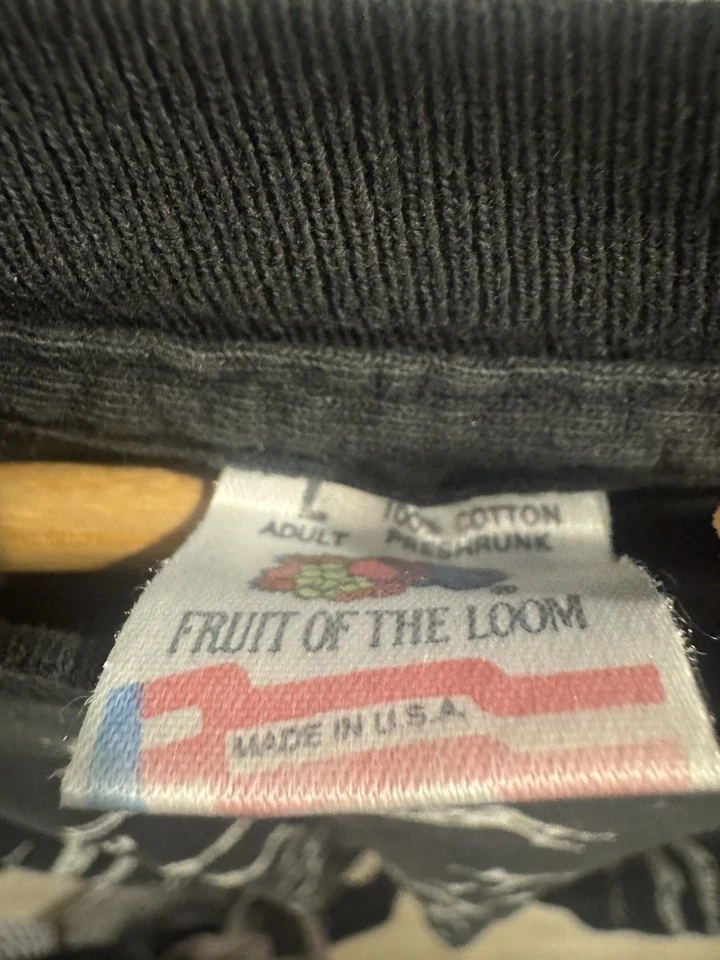 L 100% COTTON
ADULT PRESHRUNK
FRUIT OF THE LOOM
®
MADE IN U.S.A.